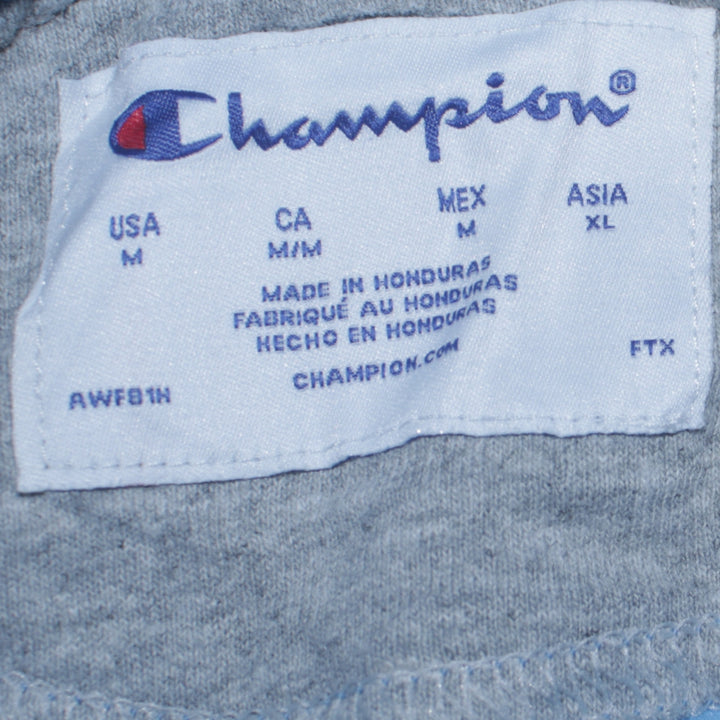 Champion®
USA CA MEX ASIA
M M/M M XL
MADE IN HONDURAS
FABRIQUÉ AU HONDURAS
HECHO EN HONDURAS
CHAMPION.COM
AWF81H FTX